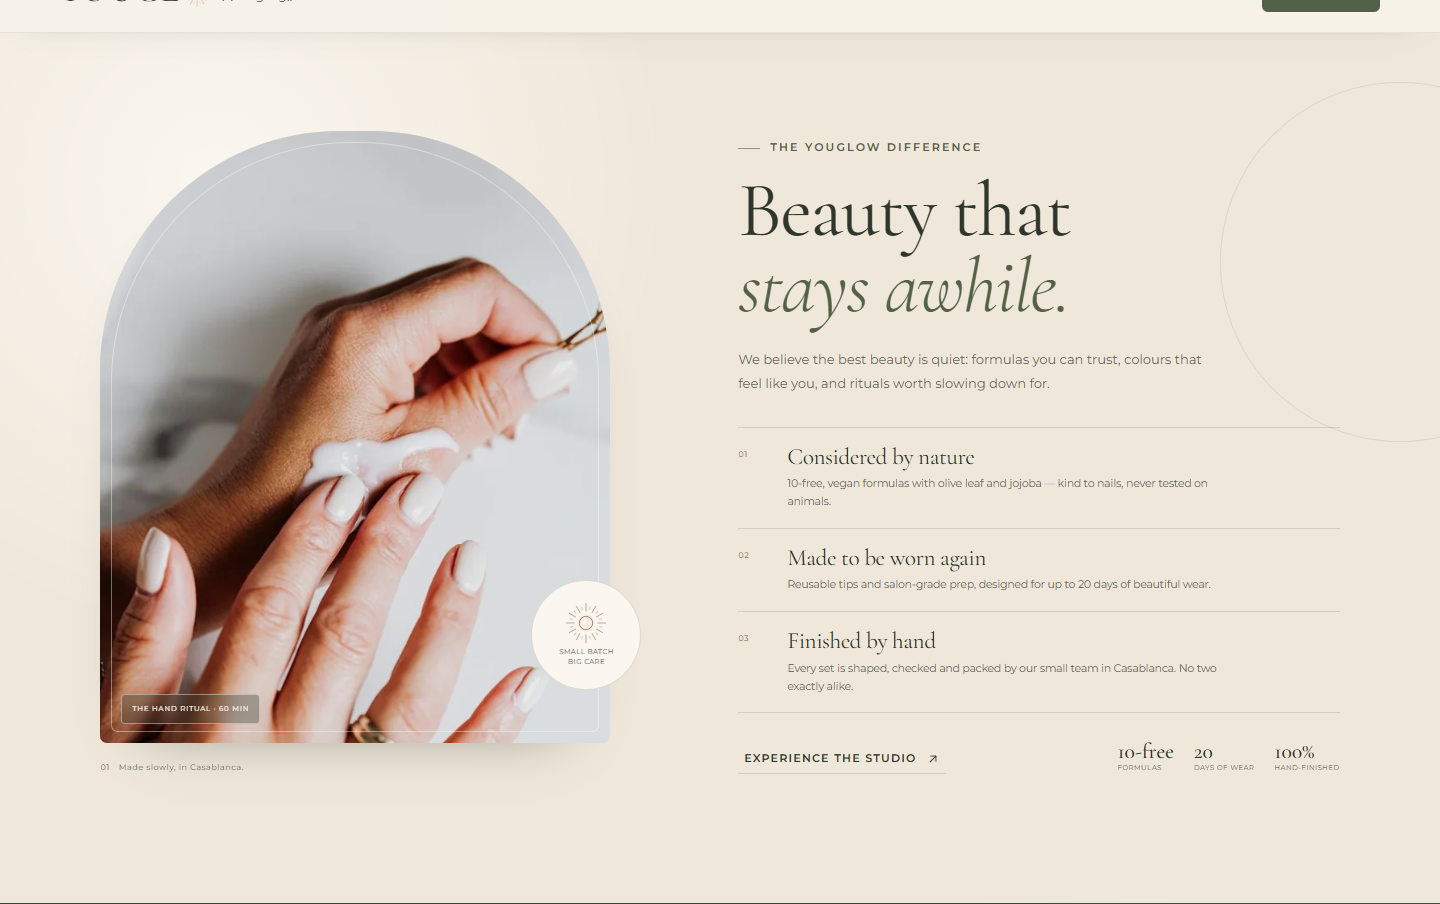 THE YOUGLOW DIFFERENCE
Beauty that
stays awhile.
We believe the best beauty is quiet: formulas you can trust, colours that
feel like you, and rituals worth slowing down for.
01
Considered by nature
10-free, vegan formulas with olive leaf and jojoba — kind to nails, never tested on
animals.
02
Made to be worn again
Reusable tips and salon-grade prep, designed for up to 20 days of beautiful wear.
03
Finished by hand
Every set is shaped, checked and packed by our small team in Casablanca. No two
exactly alike.
EXPERIENCE THE STUDIO
10-free
FORMULAS
20
DAYS OF WEAR
100%
HAND-FINISHED
SMALL BATCH
BIG CARE
THE HAND RITUAL · 60 MIN
01 Made slowly, in Casablanca.